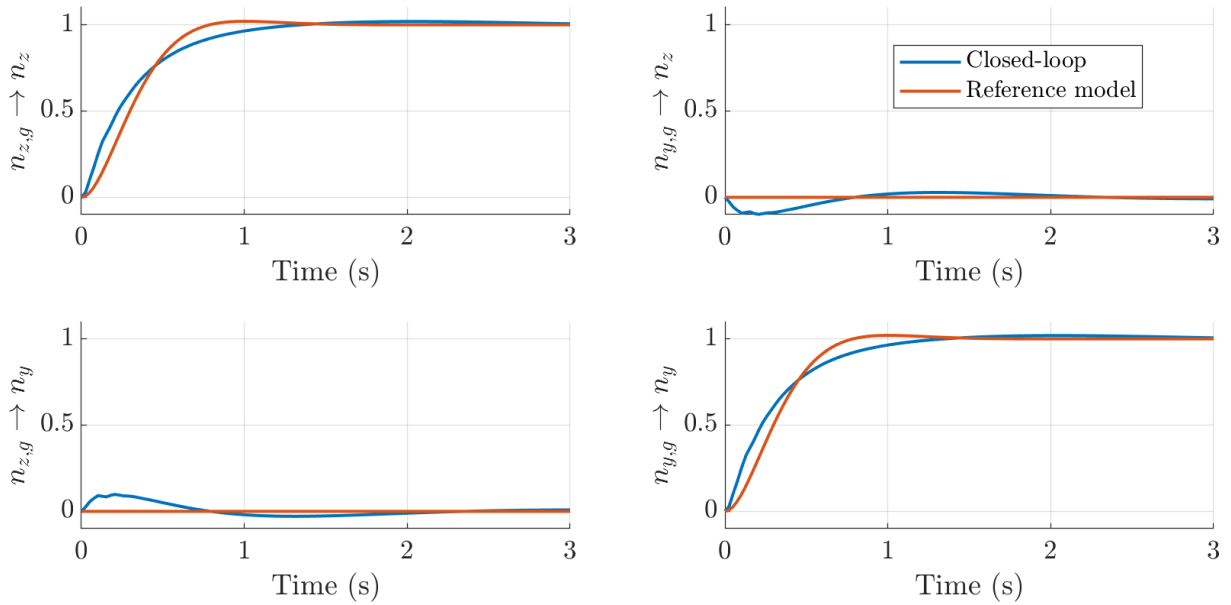 n_{z,g} → n_z
1
0.5
0
0 1 2 3
Time (s)
n_{y,g} → n_z
1
0.5
0
0 1 2 3
Time (s)
Closed-loop
Reference model
n_{z,g} → n_y
1
0.5
0
0 1 2 3
Time (s)
n_{y,g} → n_y
1
0.5
0
0 1 2 3
Time (s)